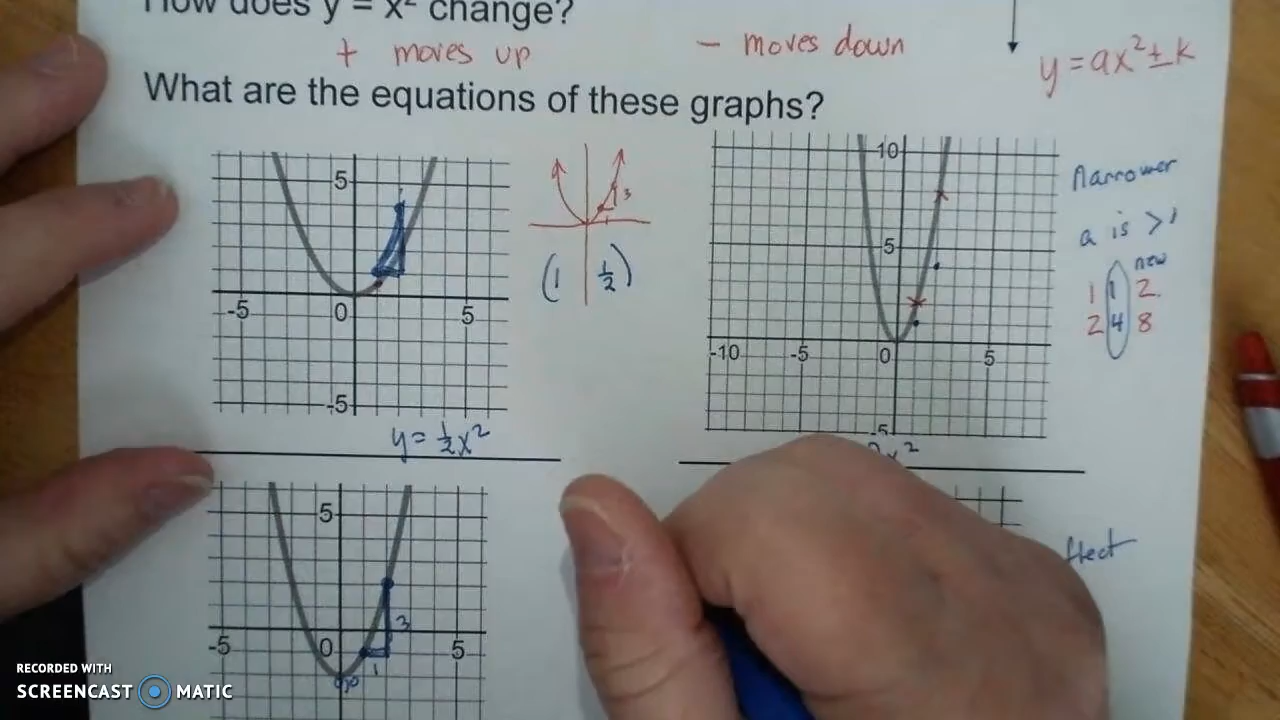 How does y = x² change?
+ moves up
- moves down
y = ax² ± k
What are the equations of these graphs?
5
-5
0
5
-5
3
(1 ½)
y = ½x²
10
5
-10
-5
0
5
-5
x²
Narrower
a is > 1
new
1 1 2
2 4 8
5
-5
0
5
3
1
flect
RECORDED WITH
SCREENCAST MATIC